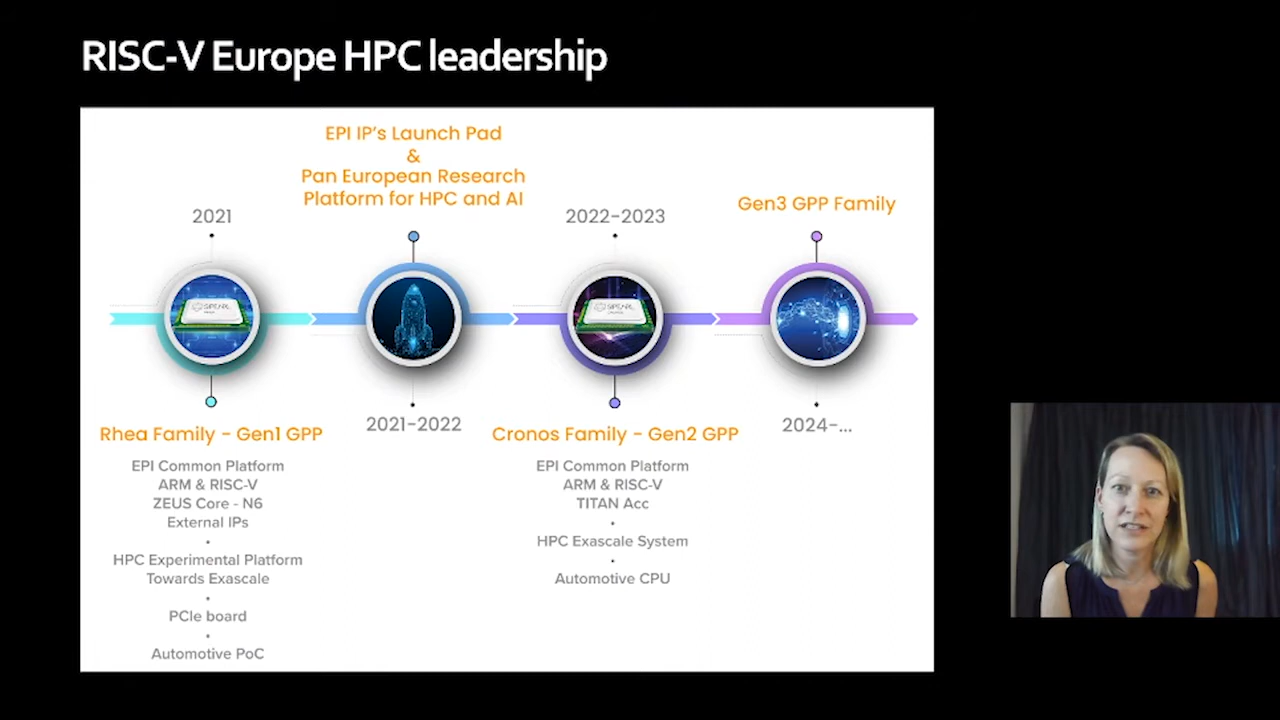 RISC-V Europe HPC leadership
2021
EPI IP's Launch Pad
&
Pan European Research
Platform for HPC and AI
2022-2023
Gen3 GPP Family
Rhea Family - Gen1 GPP
EPI Common Platform
ARM & RISC-V
ZEUS Core - N6
External IPs
•
HPC Experimental Platform
Towards Exascale
•
PCIe board
•
Automotive PoC
2021-2022
Cronos Family - Gen2 GPP
EPI Common Platform
ARM & RISC-V
TITAN Acc
•
HPC Exascale System
•
Automotive CPU
2024-...